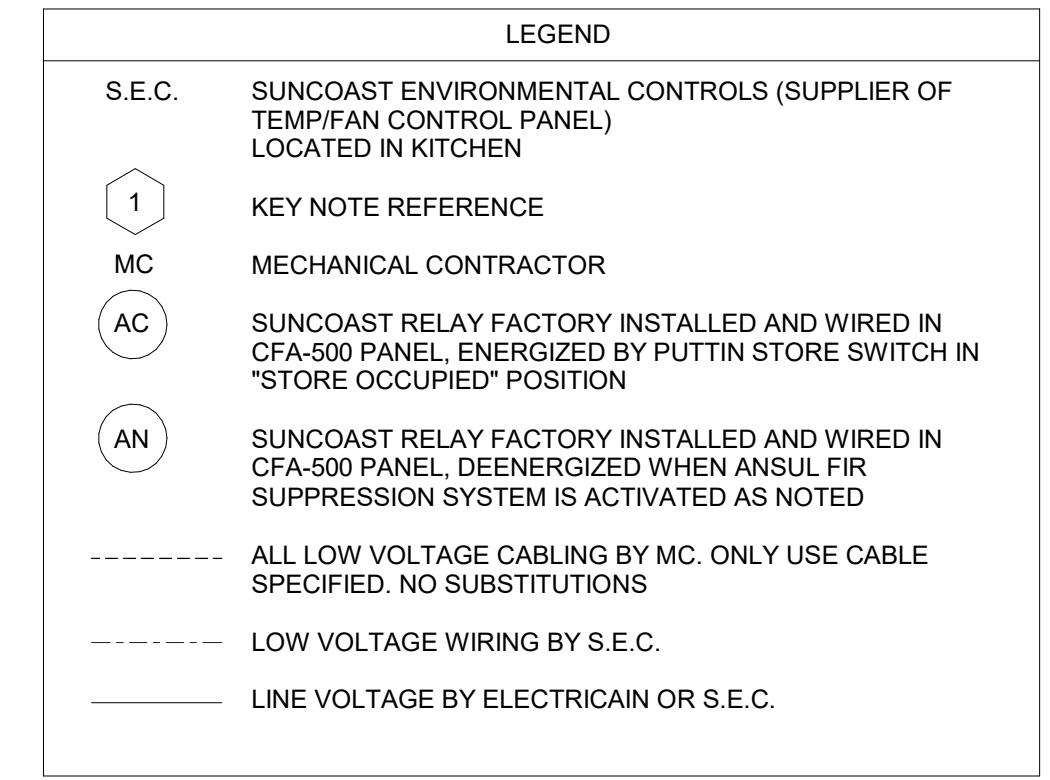 LEGEND
S.E.C. SUNCOAST ENVIRONMENTAL CONTROLS (SUPPLIER OF
TEMP/FAN CONTROL PANEL)
LOCATED IN KITCHEN
1 KEY NOTE REFERENCE
MC MECHANICAL CONTRACTOR
AC SUNCOAST RELAY FACTORY INSTALLED AND WIRED IN
CFA-500 PANEL, ENERGIZED BY PUTTIN STORE SWITCH IN
"STORE OCCUPIED" POSITION
AN SUNCOAST RELAY FACTORY INSTALLED AND WIRED IN
CFA-500 PANEL, DEENERGIZED WHEN ANSUL FIR
SUPPRESSION SYSTEM IS ACTIVATED AS NOTED
ALL LOW VOLTAGE CABLING BY MC. ONLY USE CABLE
SPECIFIED. NO SUBSTITUTIONS
LOW VOLTAGE WIRING BY S.E.C.
LINE VOLTAGE BY ELECTRICAIN OR S.E.C.